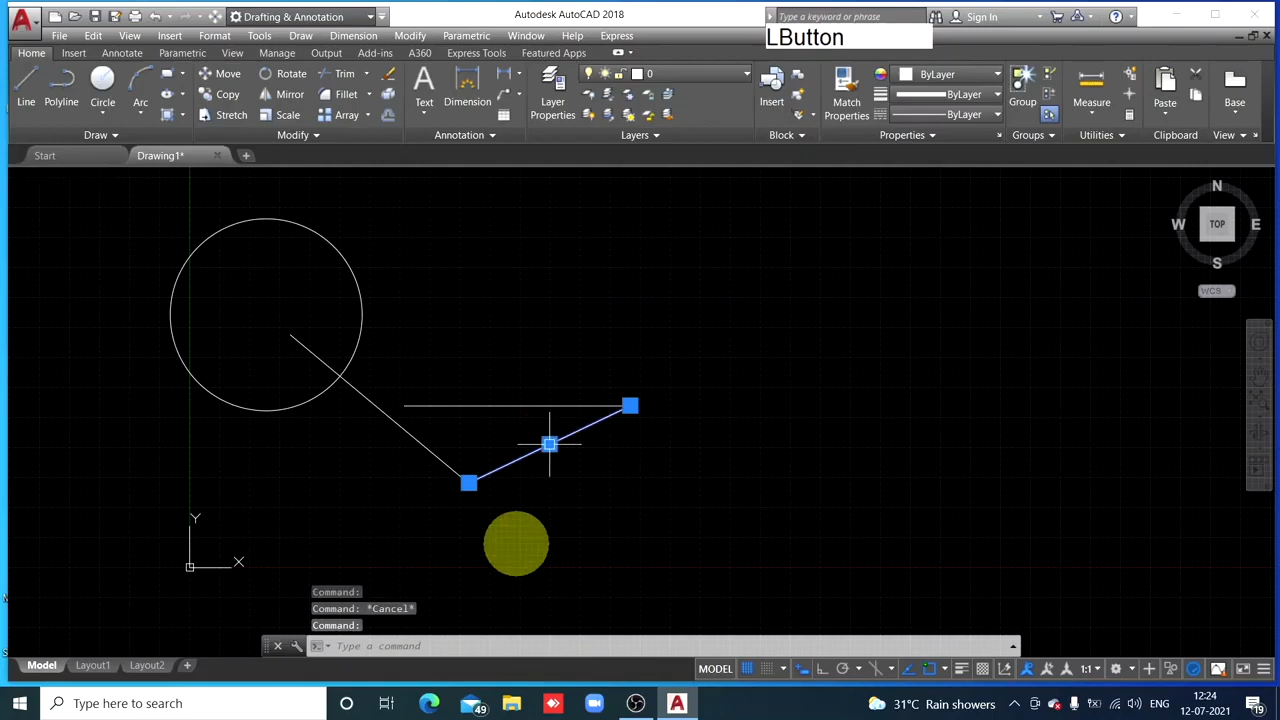 Drafting & Annotation
Autodesk AutoCAD 2018
Type a keyword or phrase
Sign In
LButton
File Edit View Insert Format Tools Draw Dimension Modify Parametric Window Help Express
Home Insert Annotate Parametric View Manage Output Add-ins A360 Express Tools Featured Apps
Line Polyline Circle Arc
Move Rotate Trim
Copy Mirror Fillet
Stretch Scale Array
Text Dimension
Layer Properties
0
Insert
Match Properties
ByLayer
ByLayer
ByLayer
Group
Measure
Paste
Base
Draw Modify Annotation Layers Block Properties Groups Utilities Clipboard View
Start Drawing1*
N
W TOP E
S
WCS
Y
X
Command:
Command: *Cancel*
Command:
Type a command
Model Layout1 Layout2
MODEL
1:1
Type here to search
49
31°C Rain showers
ENG
12:24
12-07-2021
19